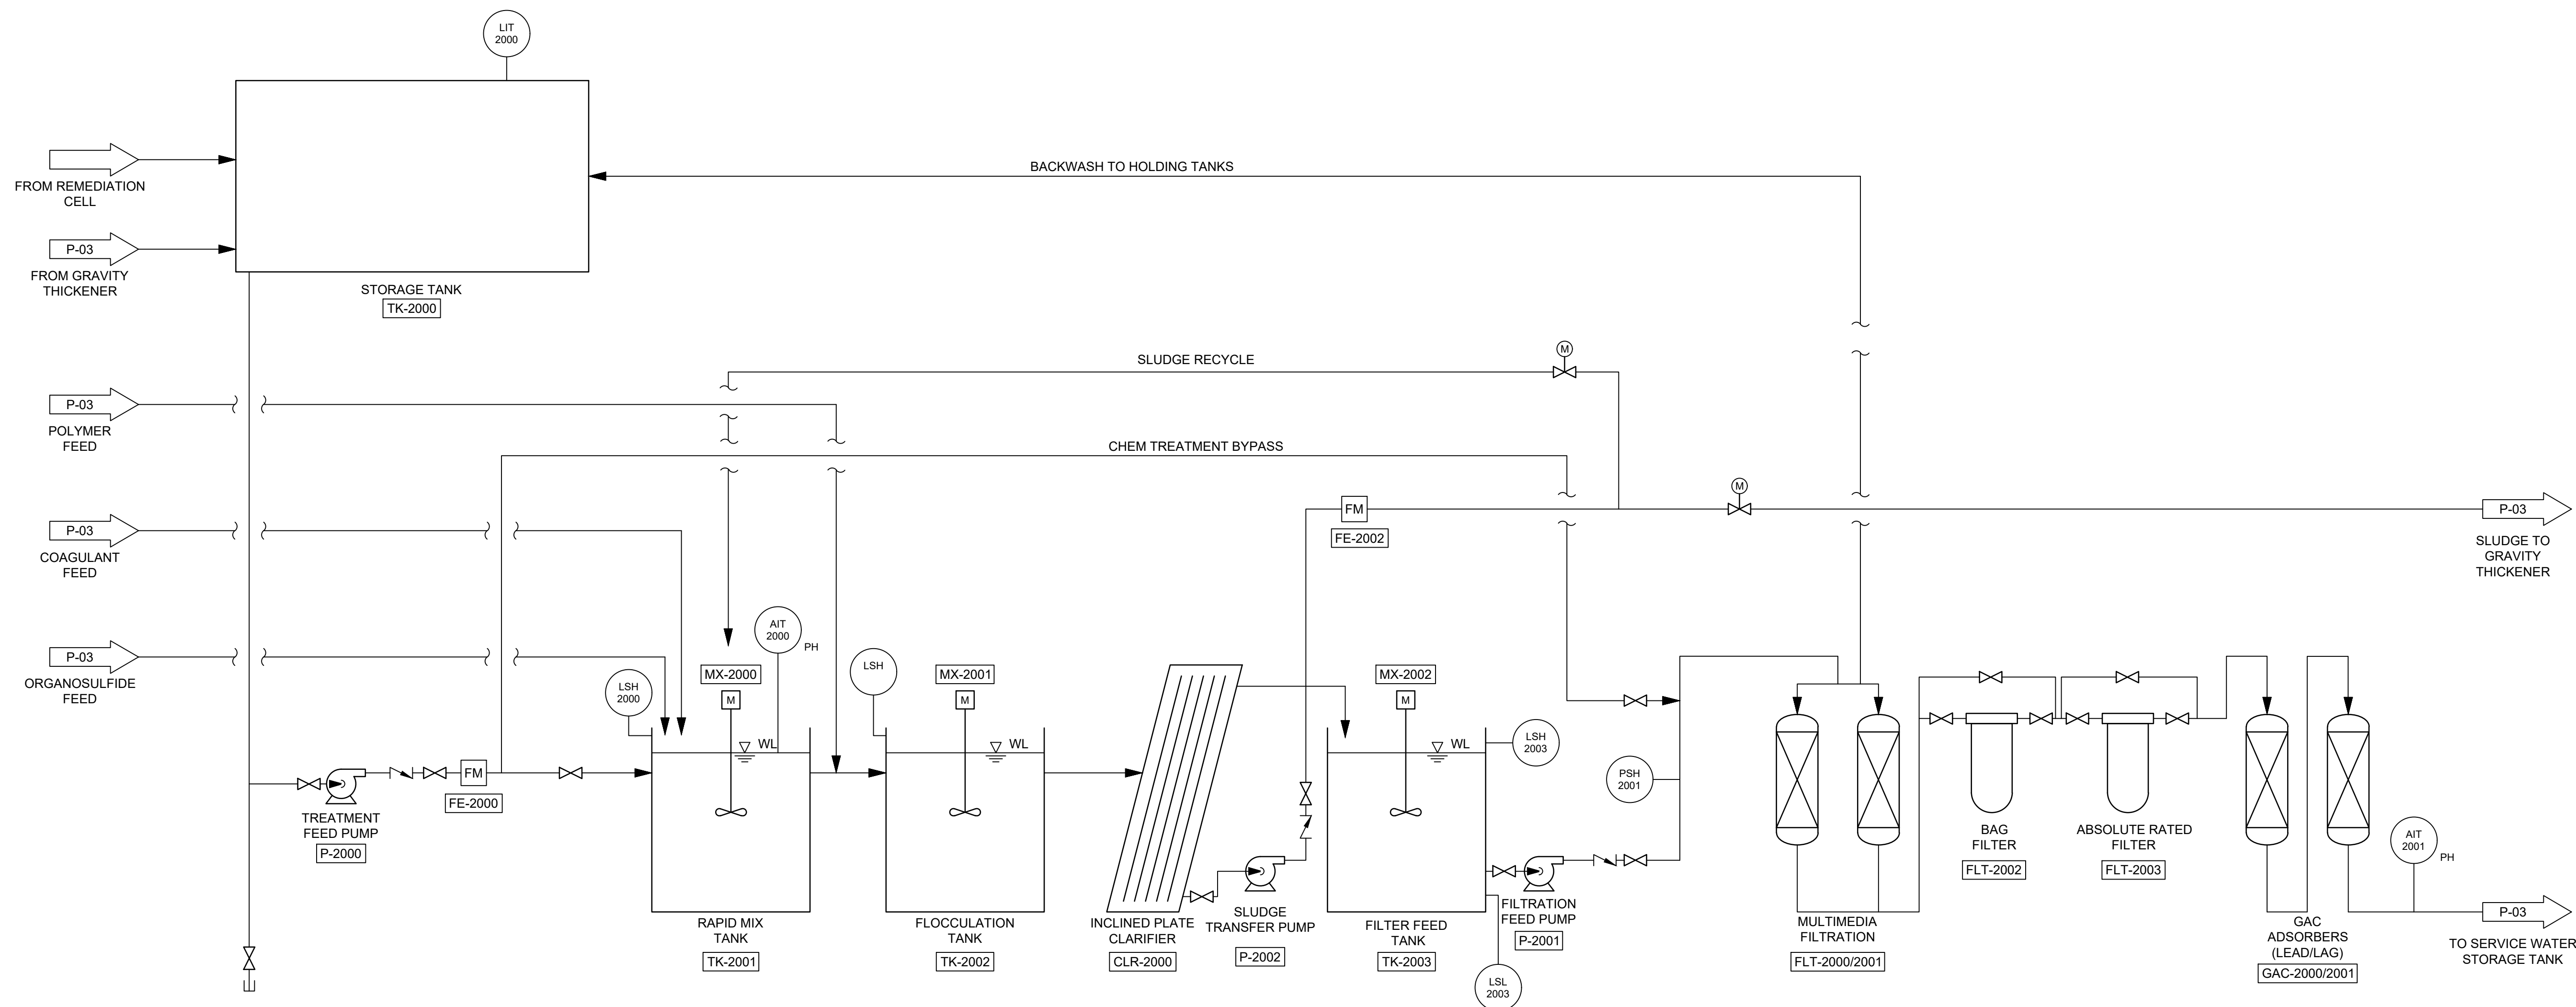 LIT
2000
FROM REMEDIATION
CELL
P-03
FROM GRAVITY
THICKENER
STORAGE TANK
TK-2000
BACKWASH TO HOLDING TANKS
SLUDGE RECYCLE
M
P-03
POLYMER
FEED
CHEM TREATMENT BYPASS
M
FM
FE-2002
P-03
SLUDGE TO
GRAVITY
THICKENER
P-03
COAGULANT
FEED
P-03
ORGANOSULFIDE
FEED
LSH
2000
MX-2000
M
AIT
2000
PH
WL
LSH
MX-2001
M
WL
MX-2002
M
WL
LSH
2003
PSH
2001
FM
FE-2000
TREATMENT
FEED PUMP
P-2000
RAPID MIX
TANK
TK-2001
FLOCCULATION
TANK
TK-2002
INCLINED PLATE
CLARIFIER
CLR-2000
SLUDGE
TRANSFER PUMP
P-2002
FILTER FEED
TANK
TK-2003
LSL
2003
FILTRATION
FEED PUMP
P-2001
MULTIMEDIA
FILTRATION
FLT-2000/2001
BAG
FILTER
FLT-2002
ABSOLUTE RATED
FILTER
FLT-2003
GAC
ADSORBERS
(LEAD/LAG)
GAC-2000/2001
AIT
2001
PH
P-03
TO SERVICE WATER
STORAGE TANK